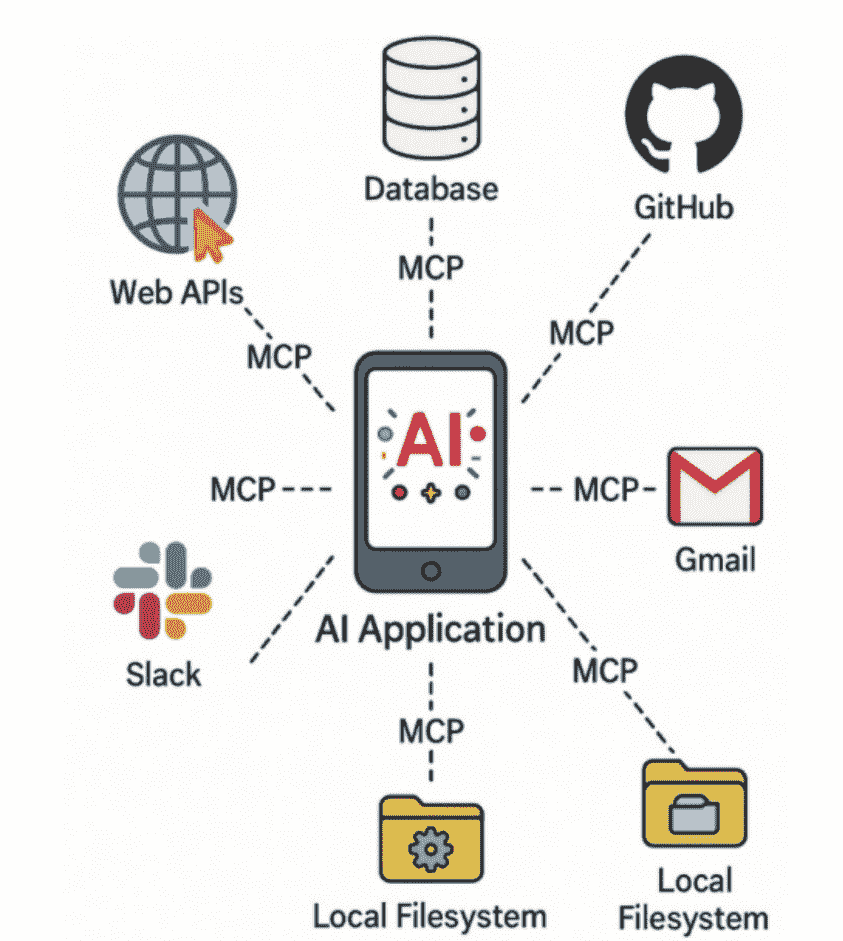 Database
GitHub
Web APIs
MCP
MCP
MCP
AI
MCP
MCP
Gmail
AI Application
Slack
MCP
MCP
Local Filesystem
Local
Filesystem